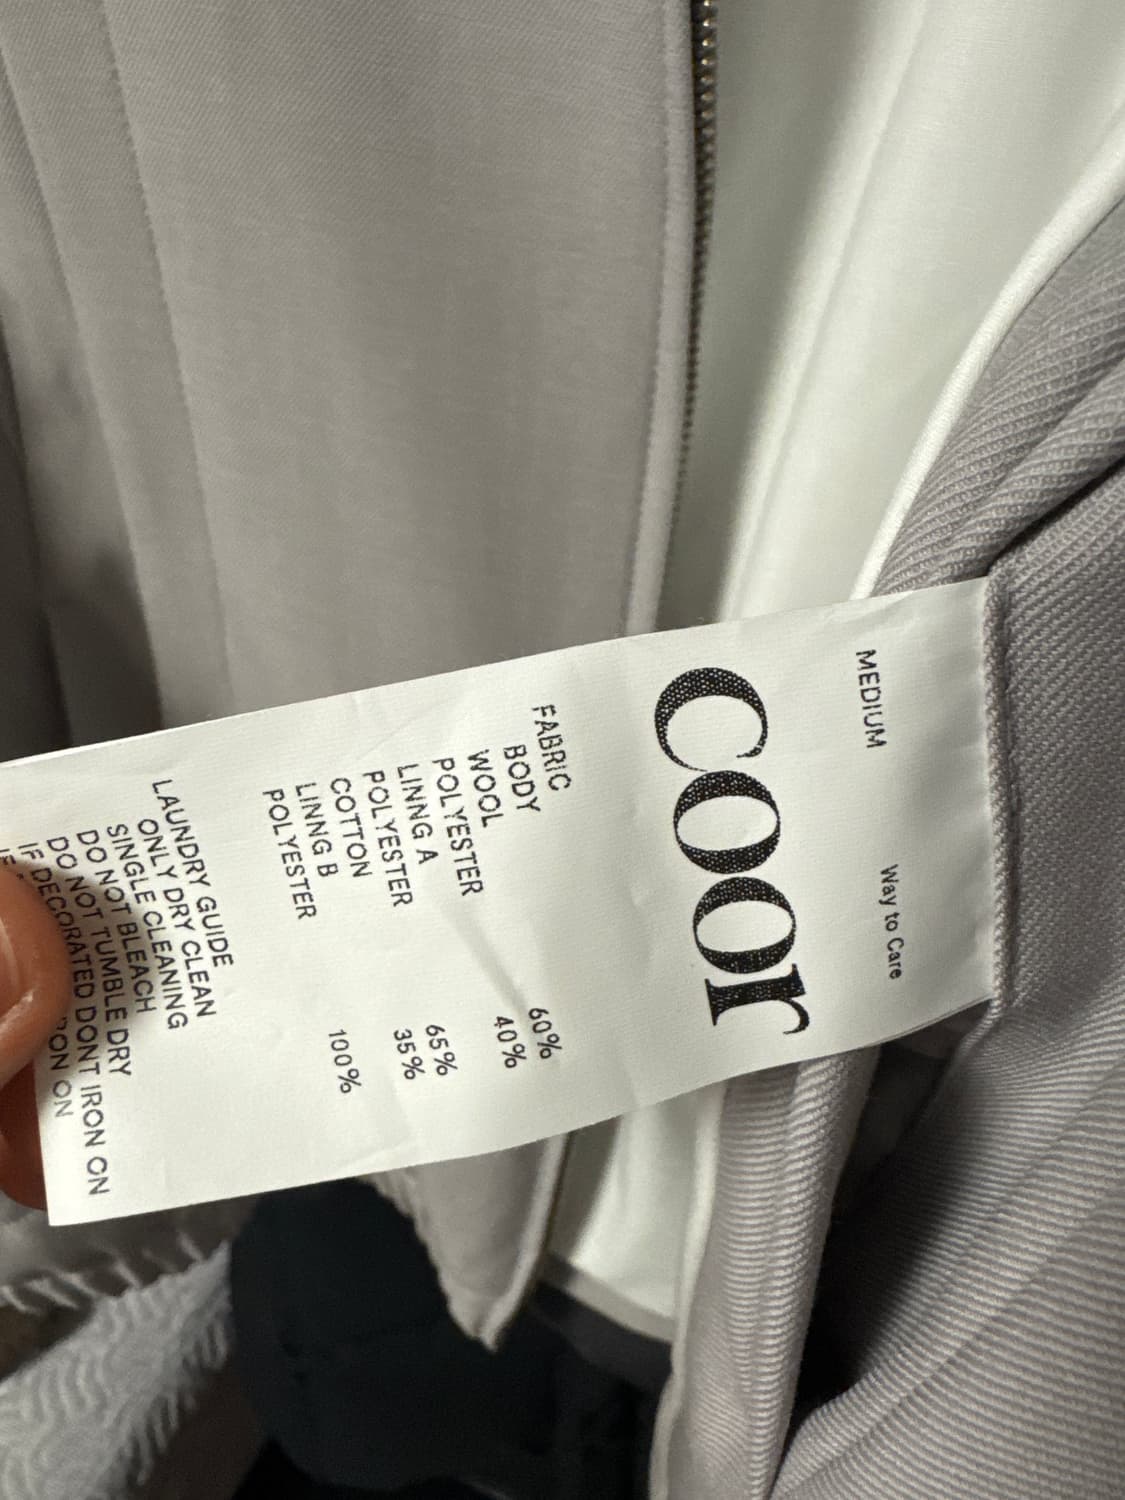 MEDIUM
Way to Care
coor
FABRIC
BODY
WOOL 60%
POLYESTER 40%
LINNG A
POLYESTER 65%
COTTON 35%
LINNG B
POLYESTER 100%
LAUNDRY GUIDE
ONLY DRY CLEAN
SINGLE CLEANING
DO NOT BLEACH
DO NOT TUMBLE DRY
DO NOT IRON ON
IF DECORATED DONT IRON ON